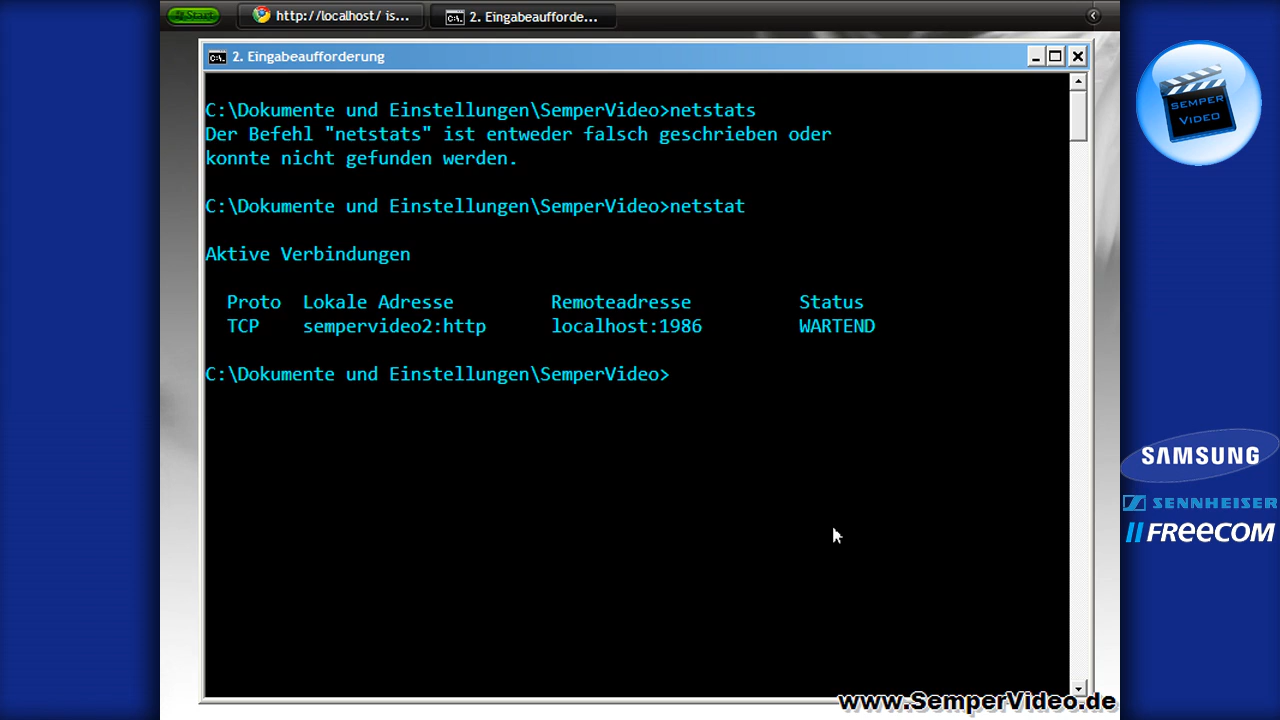 Start
http://localhost/ is...
2. Eingabeaufforde...
2. Eingabeaufforderung
C:\Dokumente und Einstellungen\SemperVideo>netstats
Der Befehl "netstats" ist entweder falsch geschrieben oder
konnte nicht gefunden werden.
C:\Dokumente und Einstellungen\SemperVideo>netstat
Aktive Verbindungen
Proto Lokale Adresse Remoteadresse Status
TCP sempervideo2:http localhost:1986 WARTEND
C:\Dokumente und Einstellungen\SemperVideo>
SEMPER
VIDEO
SAMSUNG
SENNHEISER
FREECOM
www.SemperVideo.de